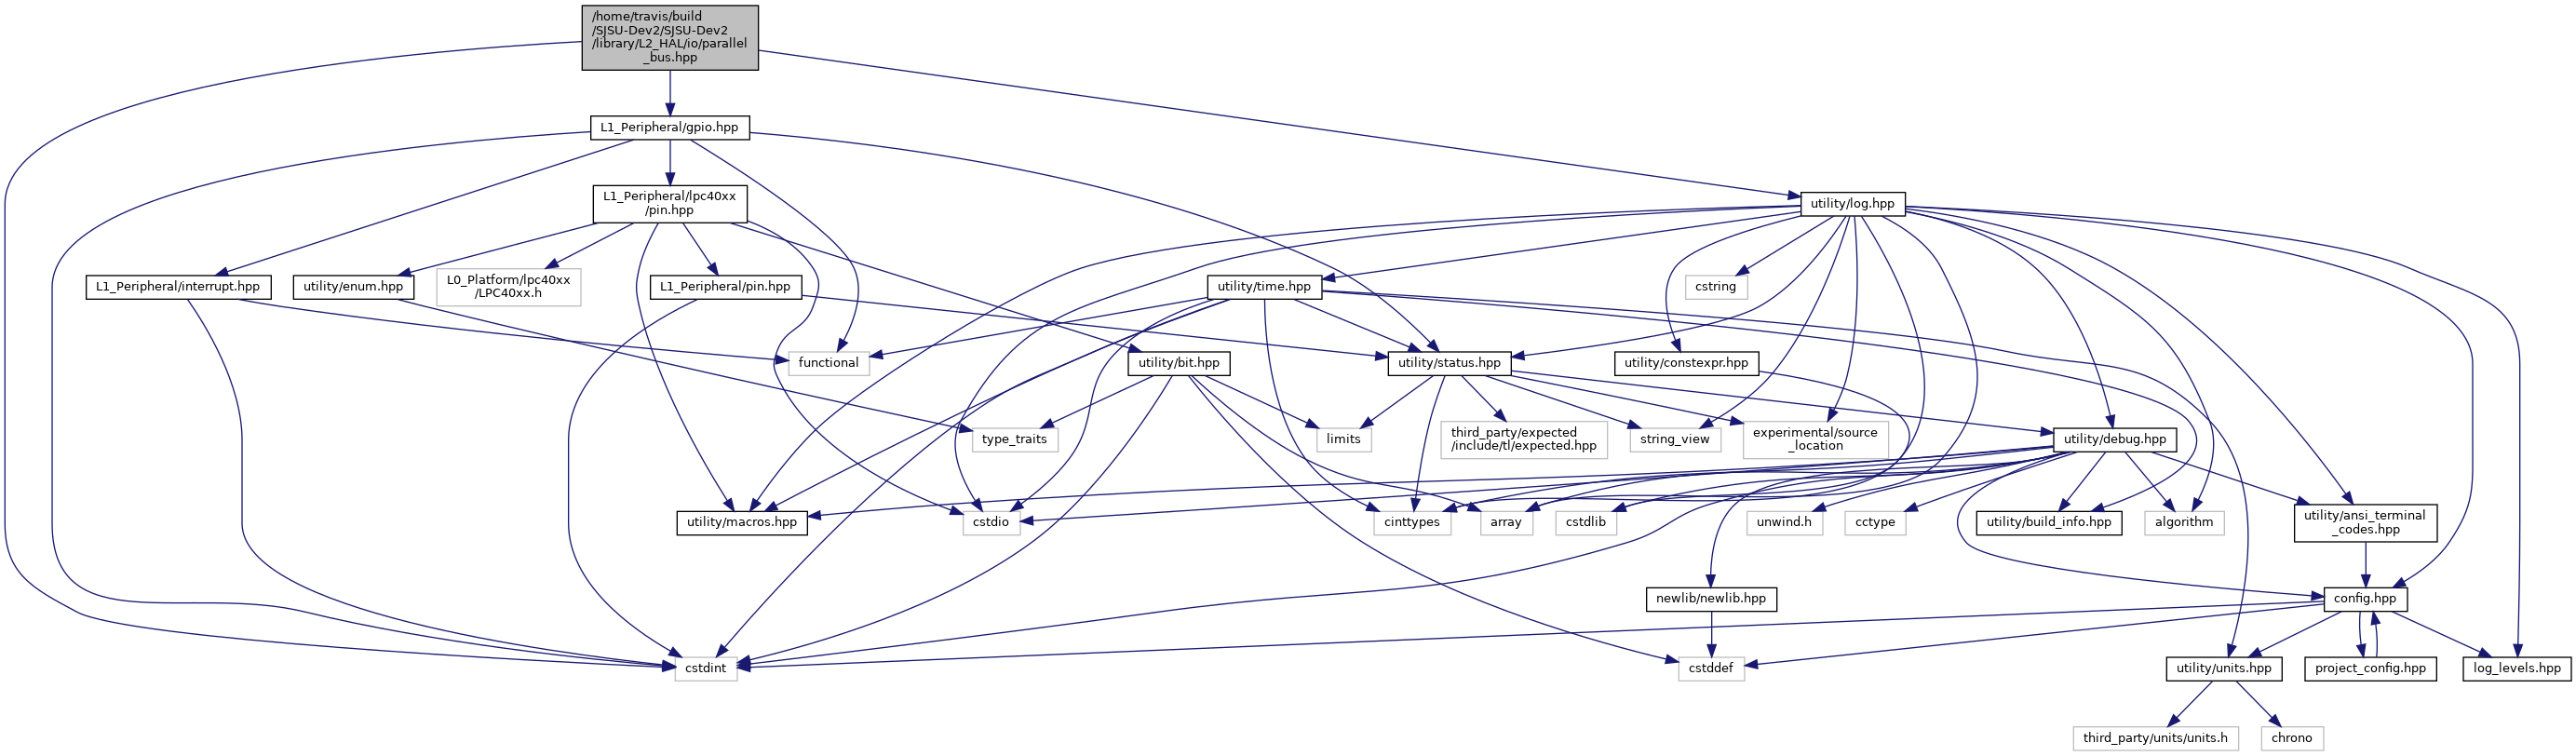 /home/travis/build
/SJSU-Dev2/SJSU-Dev2
/library/L2_HAL/io/parallel
_bus.hpp
L1_Peripheral/gpio.hpp
L1_Peripheral/lpc40xx
/pin.hpp
utility/log.hpp
L1_Peripheral/interrupt.hpp
utility/enum.hpp
L0_Platform/lpc40xx
/LPC40xx.h
L1_Peripheral/pin.hpp
utility/time.hpp
cstring
functional
utility/bit.hpp
utility/status.hpp
utility/constexpr.hpp
type_traits
limits
third_party/expected
/include/tl/expected.hpp
string_view
experimental/source
_location
utility/debug.hpp
utility/macros.hpp
cstdio
cinttypes
array
cstdlib
unwind.h
cctype
utility/build_info.hpp
algorithm
utility/ansi_terminal
_codes.hpp
newlib/newlib.hpp
config.hpp
cstdint
cstddef
utility/units.hpp
project_config.hpp
log_levels.hpp
third_party/units/units.h
chrono